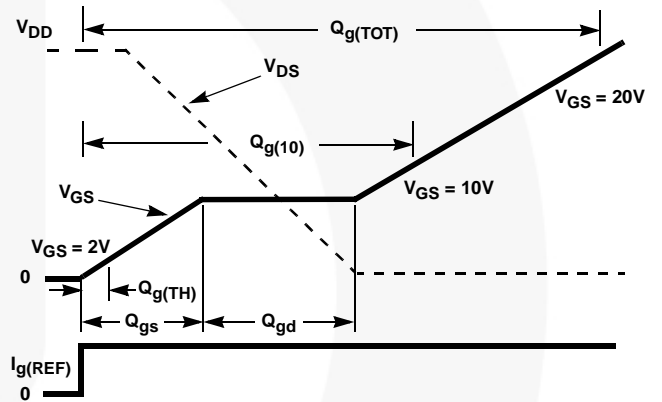 V_DD
Q_g(TOT)
V_DS
V_GS = 20V
Q_g(10)
V_GS
V_GS = 10V
V_GS = 2V
0
Q_g(TH)
Q_gs
Q_gd
I_g(REF)
0